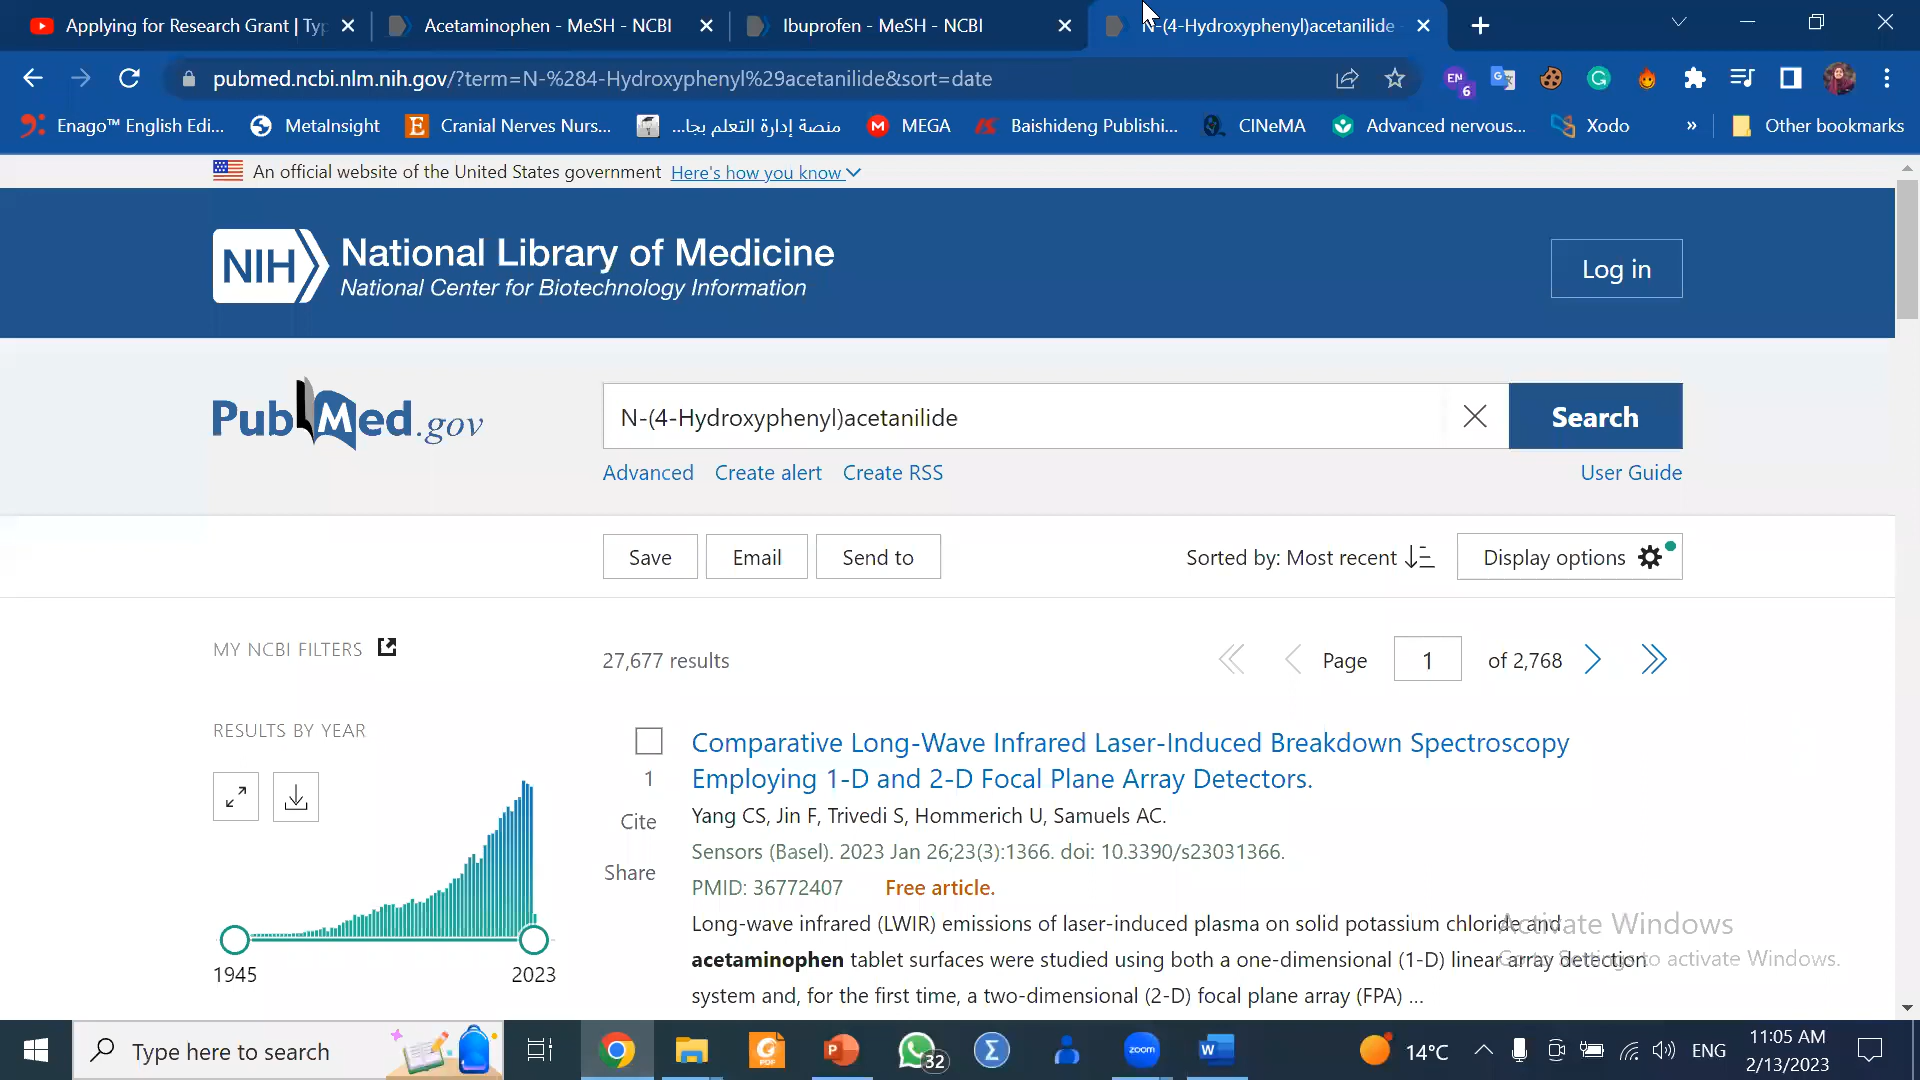 Applying for Research Grant | Typ
Acetaminophen - MeSH - NCBI
Ibuprofen - MeSH - NCBI
N-(4-Hydroxyphenyl)acetanilide -
pubmed.ncbi.nlm.nih.gov/?term=N-%284-Hydroxyphenyl%29acetanilide&sort=date
EN
6
Enago™ English Edi...
MetaInsight
Cranial Nerves Nurs...
منصة إدارة التعلم بجا...
MEGA
Baishideng Publishi...
CINeMA
Advanced nervous...
Xodo
»
Other bookmarks
An official website of the United States government Here's how you know
NIH National Library of Medicine
National Center for Biotechnology Information
Log in
PubMed.gov
N-(4-Hydroxyphenyl)acetanilide
Search
Advanced Create alert Create RSS
User Guide
Save Email Send to
Sorted by: Most recent
Display options
MY NCBI FILTERS
27,677 results
Page 1 of 2,768
RESULTS BY YEAR
1945
2023
1
Cite
Share
Comparative Long-Wave Infrared Laser-Induced Breakdown Spectroscopy
Employing 1-D and 2-D Focal Plane Array Detectors.
Yang CS, Jin F, Trivedi S, Hommerich U, Samuels AC.
Sensors (Basel). 2023 Jan 26;23(3):1366. doi: 10.3390/s23031366.
PMID: 36772407 Free article.
Long-wave infrared (LWIR) emissions of laser-induced plasma on solid potassium chloride and
acetaminophen tablet surfaces were studied using both a one-dimensional (1-D) linear array detection
system and, for the first time, a two-dimensional (2-D) focal plane array (FPA) ...
Activate Windows
Go to Settings to activate Windows.
Type here to search
PDF
P
32
Σ
zoom
W
14°C
ENG
11:05 AM
2/13/2023